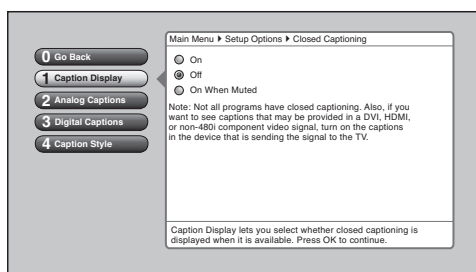 Main Menu ▶ Setup Options ▶ Closed Captioning
0 Go Back
1 Caption Display
2 Analog Captions
3 Digital Captions
4 Caption Style
On
Off
On When Muted
Note: Not all programs have closed captioning. Also, if you
want to see captions that may be provided in a DVI, HDMI,
or non-480i component video signal, turn on the captions
in the device that is sending the signal to the TV.
Caption Display lets you select whether closed captioning is
displayed when it is available. Press OK to continue.